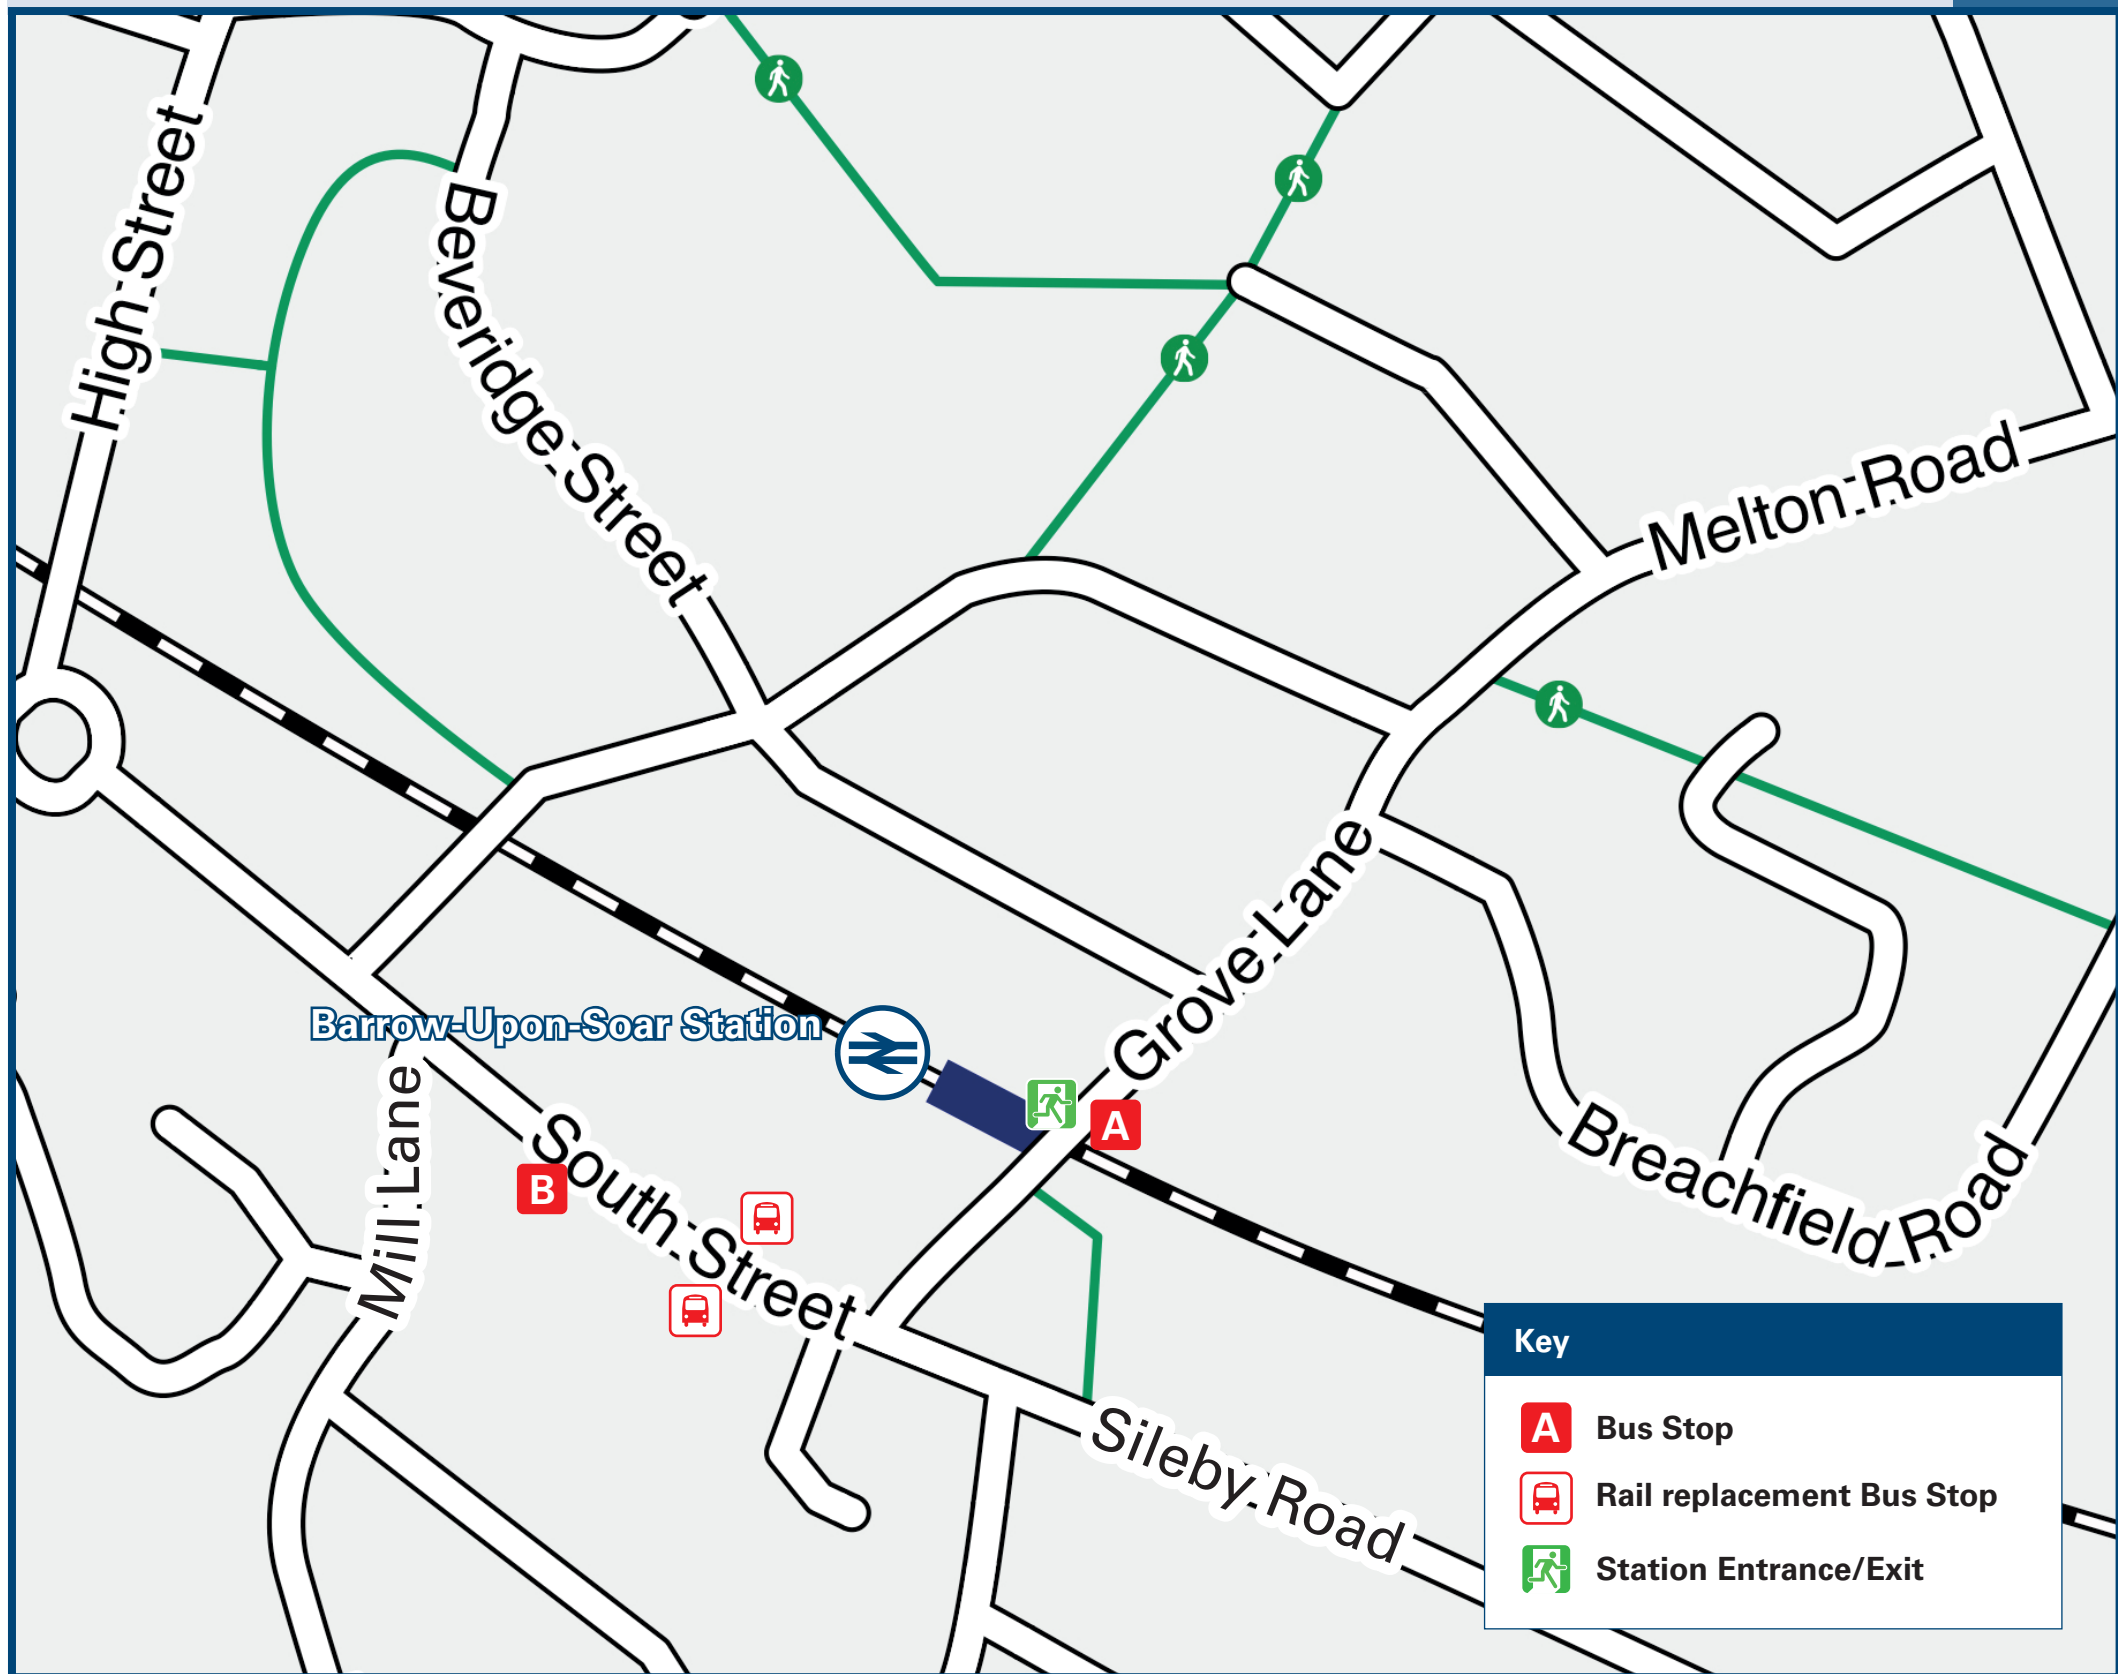 High Street
Beveridge Street
Melton Road
Grove Lane
Barrow-Upon-Soar Station
A
Mill Lane
South Street
B
Breachfield Road
Sileby Road
Key
A Bus Stop
Rail replacement Bus Stop
Station Entrance/Exit